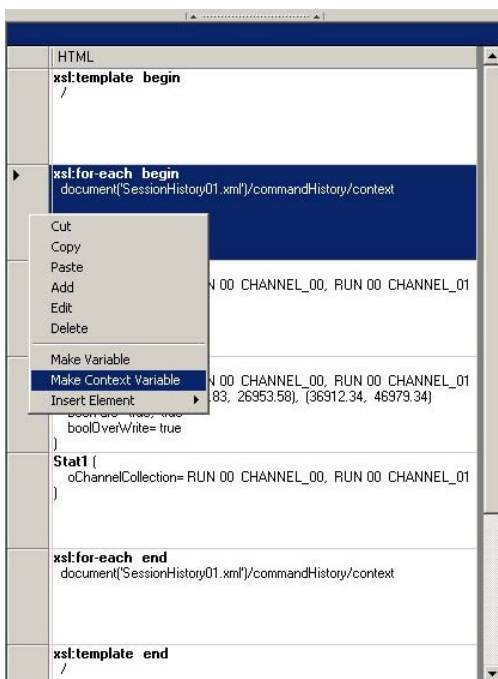 HTML
xsl:template begin
/
xsl:for-each begin
document('SessionHistory01.xml')/commandHistory/context
Cut
Copy
Paste
Add
Edit
Delete
Make Variable
Make Context Variable
Insert Element
N 00 CHANNEL_00, RUN 00 CHANNEL_01
N 00 CHANNEL_00, RUN 00 CHANNEL_01
.83, 26953.58), (36912.34, 46979.34)
boolOverWrite= true
)
Stat1 (
oChannelCollection= RUN 00 CHANNEL_00, RUN 00 CHANNEL_01
)
xsl:for-each end
document('SessionHistory01.xml')/commandHistory/context
xsl:template end
/